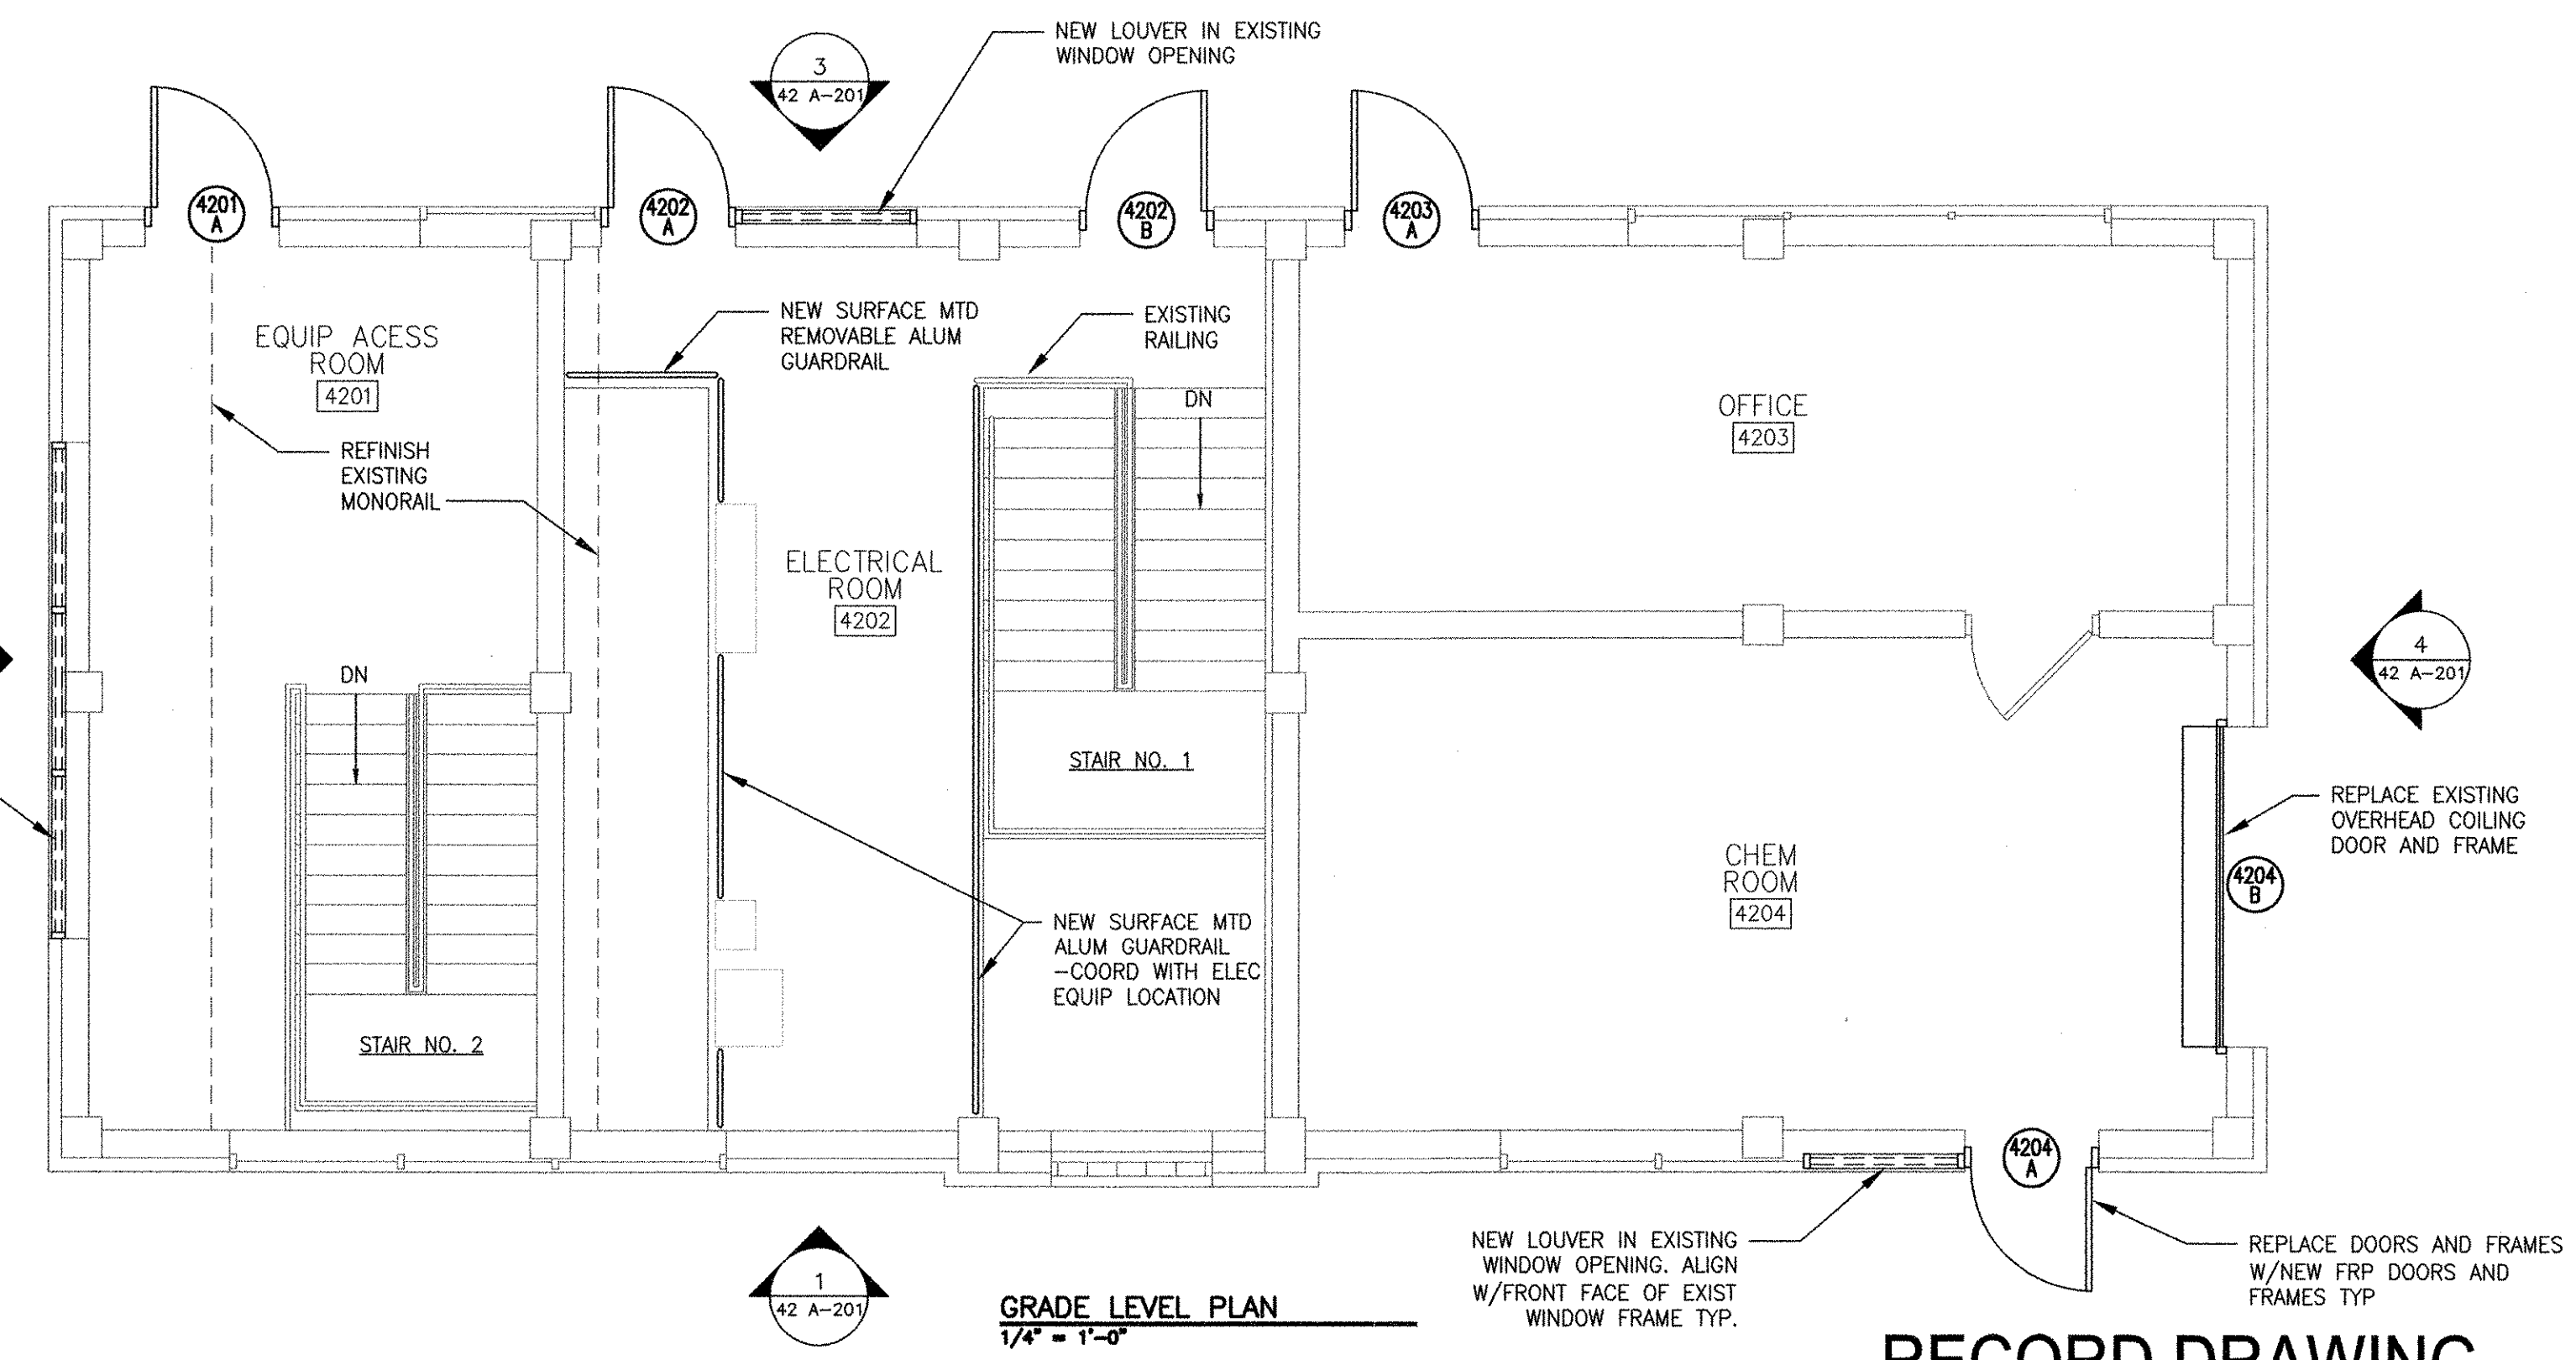 NEW LOUVER IN EXISTING
WINDOW OPENING
3
42 A-201
4201
A
4202
A
4202
B
4203
A
EQUIP ACESS
ROOM
4201
NEW SURFACE MTD
REMOVABLE ALUM
GUARDRAIL
EXISTING
RAILING
DN
OFFICE
4203
REFINISH
EXISTING
MONORAIL
ELECTRICAL
ROOM
4202
DN
4
42 A-201
STAIR NO. 1
REPLACE EXISTING
OVERHEAD COILING
DOOR AND FRAME
CHEM
ROOM
4204
4204
B
NEW SURFACE MTD
ALUM GUARDRAIL
-COORD WITH ELEC
EQUIP LOCATION
STAIR NO. 2
4204
A
NEW LOUVER IN EXISTING
WINDOW OPENING. ALIGN
W/FRONT FACE OF EXIST
WINDOW FRAME TYP.
REPLACE DOORS AND FRAMES
W/NEW FRP DOORS AND
FRAMES TYP
1
42 A-201
GRADE LEVEL PLAN
1/4" = 1'-0"
RECORD DRAWING